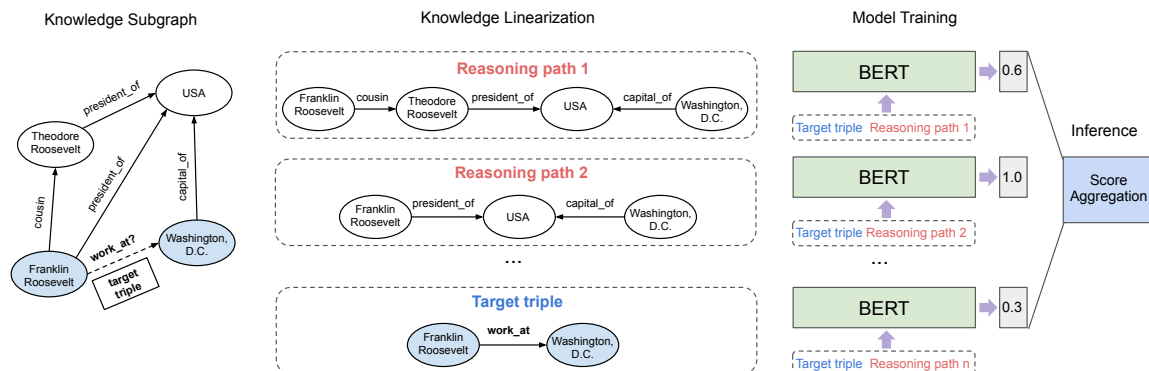 Knowledge Subgraph
USA
president_of
Theodore
Roosevelt
president_of
capital_of
cousin
work_at?
Washington,
D.C.
Franklin
Roosevelt
target
triple
Knowledge Linearization
Reasoning path 1
Franklin
Roosevelt
cousin
Theodore
Roosevelt
president_of
USA
capital_of
Washington,
D.C.
Reasoning path 2
Franklin
Roosevelt
president_of
USA
capital_of
Washington,
D.C.
...
Target triple
Franklin
Roosevelt
work_at
Washington,
D.C.
Model Training
BERT
0.6
Target triple Reasoning path 1
BERT
1.0
Target triple Reasoning path 2
...
BERT
0.3
Target triple Reasoning path n
Inference
Score
Aggregation